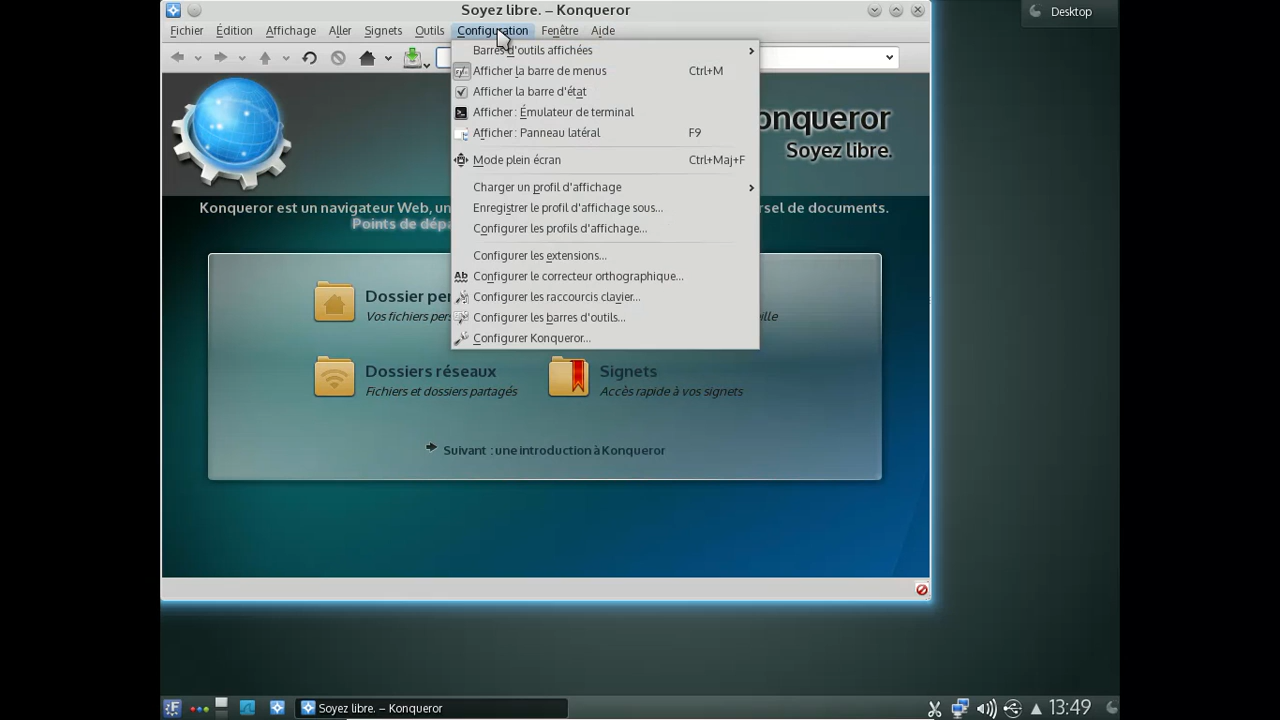 Soyez libre. – Konqueror
Desktop
Fichier Édition Affichage Aller Signets Outils Configuration Fenêtre Aide
Barres d'outils affichées
Afficher la barre de menus Ctrl+M
Afficher la barre d'état
Afficher : Émulateur de terminal
Afficher : Panneau latéral F9
Mode plein écran Ctrl+Maj+F
Charger un profil d'affichage
Enregistrer le profil d'affichage sous...
Configurer les profils d'affichage...
Configurer les extensions...
Configurer le correcteur orthographique...
Configurer les raccourcis clavier...
Configurer les barres d'outils...
Configurer Konqueror...
onqueror
Soyez libre.
Konqueror est un navigateur Web, un
rsel de documents.
Points de dépa
Dossier per
Vos fichiers pers
ille
Dossiers réseaux
Fichiers et dossiers partagés
Signets
Accès rapide à vos signets
Suivant : une introduction à Konqueror
Soyez libre. – Konqueror
13:49